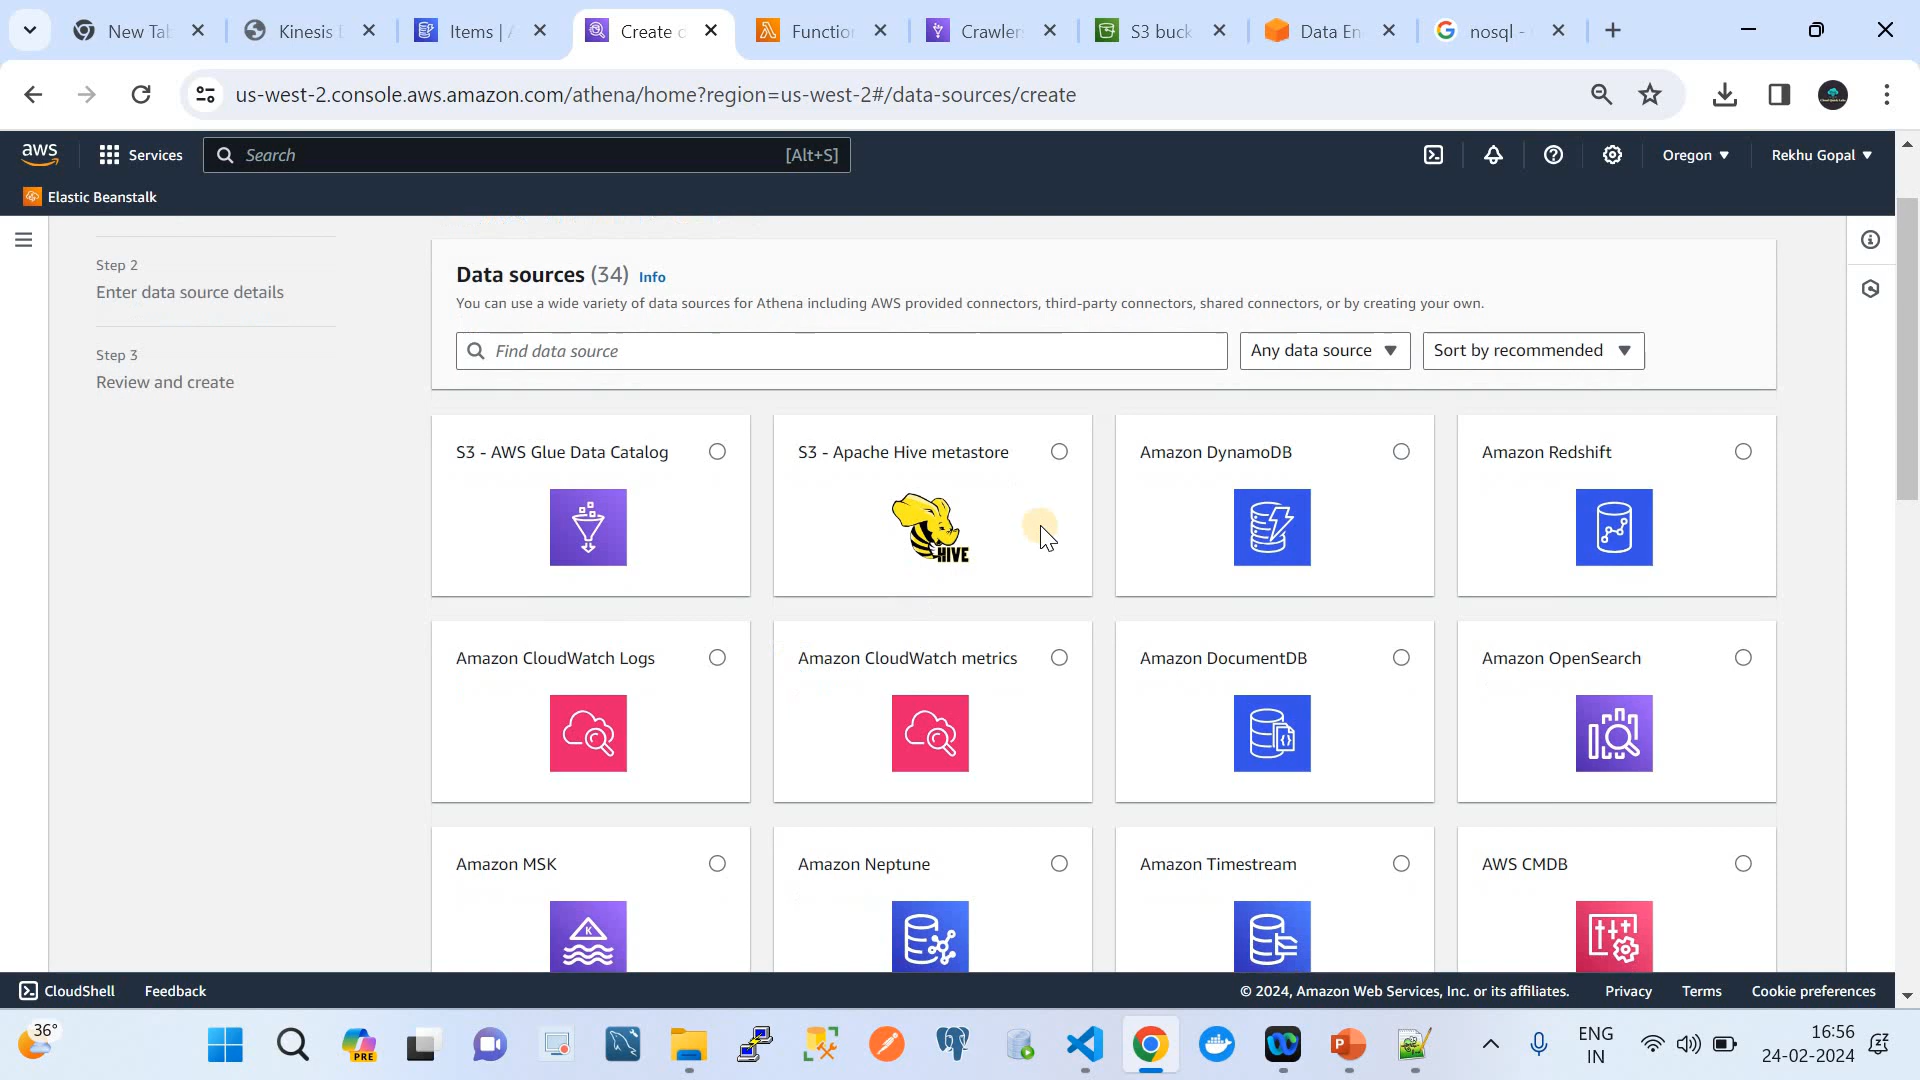 New Ta
Kinesis D
Items | A
Create d
Function
Crawlers
S3 buck
Data En
nosql -
us-west-2.console.aws.amazon.com/athena/home?region=us-west-2#/data-sources/create
aws
Services
Search
[Alt+S]
Oregon
Rekhu Gopal
Elastic Beanstalk
Step 2
Enter data source details
Step 3
Review and create
Data sources (34) Info
You can use a wide variety of data sources for Athena including AWS provided connectors, third-party connectors, shared connectors, or by creating your own.
Find data source
Any data source
Sort by recommended
S3 - AWS Glue Data Catalog
S3 - Apache Hive metastore
Amazon DynamoDB
Amazon Redshift
HIVE
Amazon CloudWatch Logs
Amazon CloudWatch metrics
Amazon DocumentDB
Amazon OpenSearch
Amazon MSK
Amazon Neptune
Amazon Timestream
AWS CMDB
K
CloudShell
Feedback
© 2024, Amazon Web Services, Inc. or its affiliates.
Privacy
Terms
Cookie preferences
36°
PRE
ENG
IN
16:56
24-02-2024